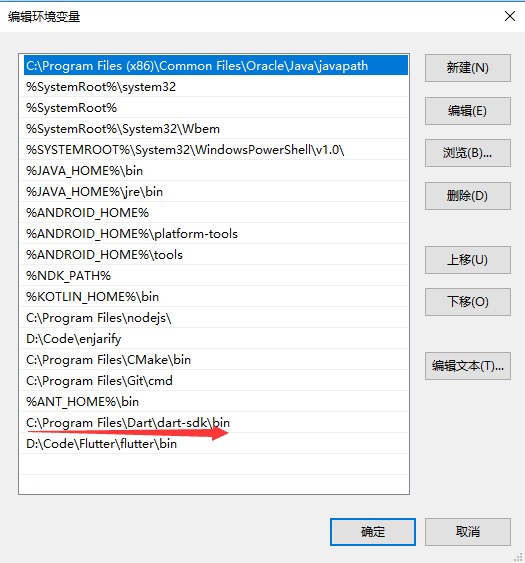 编辑环境变量
C:\Program Files (x86)\Common Files\Oracle\Java\javapath
%SystemRoot%\system32
%SystemRoot%
%SystemRoot%\System32\Wbem
%SYSTEMROOT%\System32\WindowsPowerShell\v1.0\
%JAVA_HOME%\bin
%JAVA_HOME%\jre\bin
%ANDROID_HOME%
%ANDROID_HOME%\platform-tools
%ANDROID_HOME%\tools
%NDK_PATH%
%KOTLIN_HOME%\bin
C:\Program Files\nodejs\
D:\Code\enjarify
C:\Program Files\CMake\bin
C:\Program Files\Git\cmd
%ANT_HOME%\bin
C:\Program Files\Dart\dart-sdk\bin
D:\Code\Flutter\flutter\bin
新建(N)
编辑(E)
浏览(B)...
删除(D)
上移(U)
下移(O)
编辑文本(T)...
确定
取消